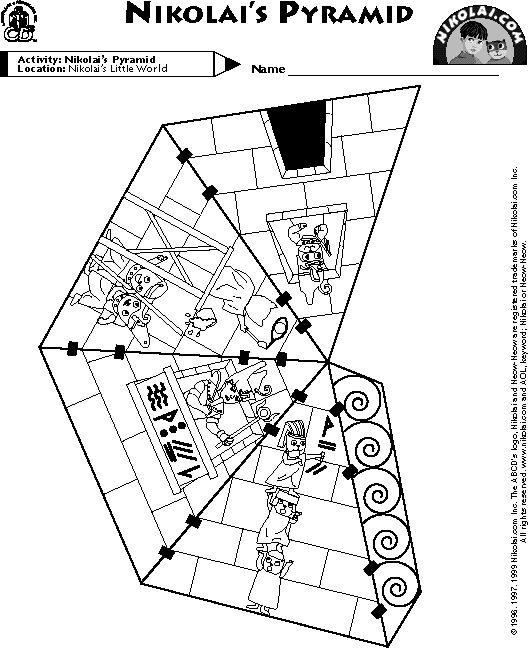 NIKOLAI'S PYRAMID
NIKOLAI.COM
Activity: Nikolai's Pyramid
Location: Nikolai's Little World
Name
© 1996, 1997, 1999 Nikolai.com Inc. The ABCD's logo, Nikolai and Neow-Neow are registered trademarks of Nikolai.com Inc.
All rights reserved. www.nikolai.com and AOL, keyword; Nikolai or Neow-Neow.